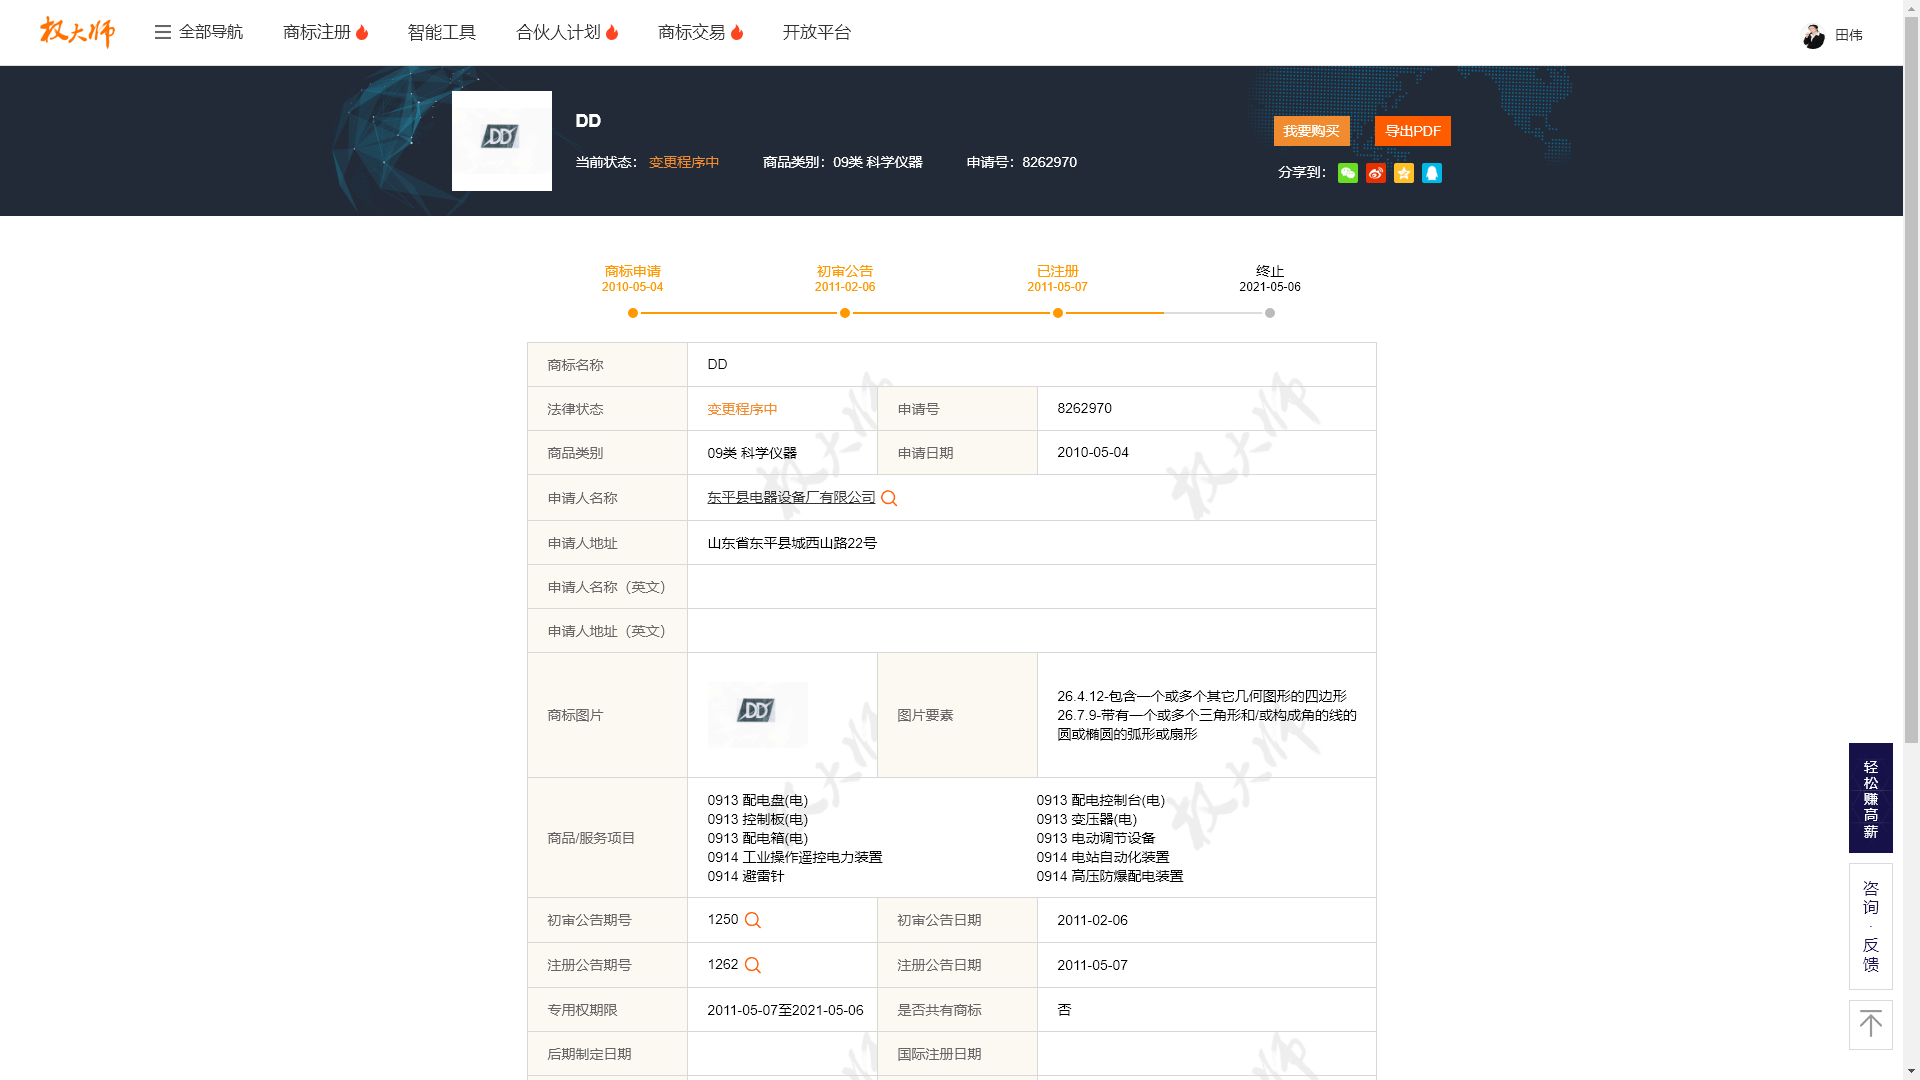 权大师
全部导航
商标注册
智能工具
合伙人计划
商标交易
开放平台
田伟
DD
DD
当前状态： 变更程序中
商品类别：09类 科学仪器
申请号：8262970
我要购买
导出PDF
分享到：
商标申请
2010-05-04
初审公告
2011-02-06
已注册
2011-05-07
终止
2021-05-06
商标名称 DD
法律状态 变更程序中 申请号 8262970
商品类别 09类 科学仪器 申请日期 2010-05-04
申请人名称 东平县电器设备厂有限公司
申请人地址 山东省东平县城西山路22号
申请人名称（英文）
申请人地址（英文）
商标图片 DD 图片要素
26.4.12-包含一个或多个其它几何图形的四边形
26.7.9-带有一个或多个三角形和/或构成角的线的
圆或椭圆的弧形或扇形
商品/服务项目
0913 配电盘(电) 0913 配电控制台(电)
0913 控制板(电) 0913 变压器(电)
0913 配电箱(电) 0913 电动调节设备
0914 工业操作遥控电力装置 0914 电站自动化装置
0914 避雷针 0914 高压防爆配电装置
初审公告期号 1250 初审公告日期 2011-02-06
注册公告期号 1262 注册公告日期 2011-05-07
专用权期限 2011-05-07至2021-05-06 是否共有商标 否
后期制定日期 国际注册日期
轻松赚高薪
咨询·反馈